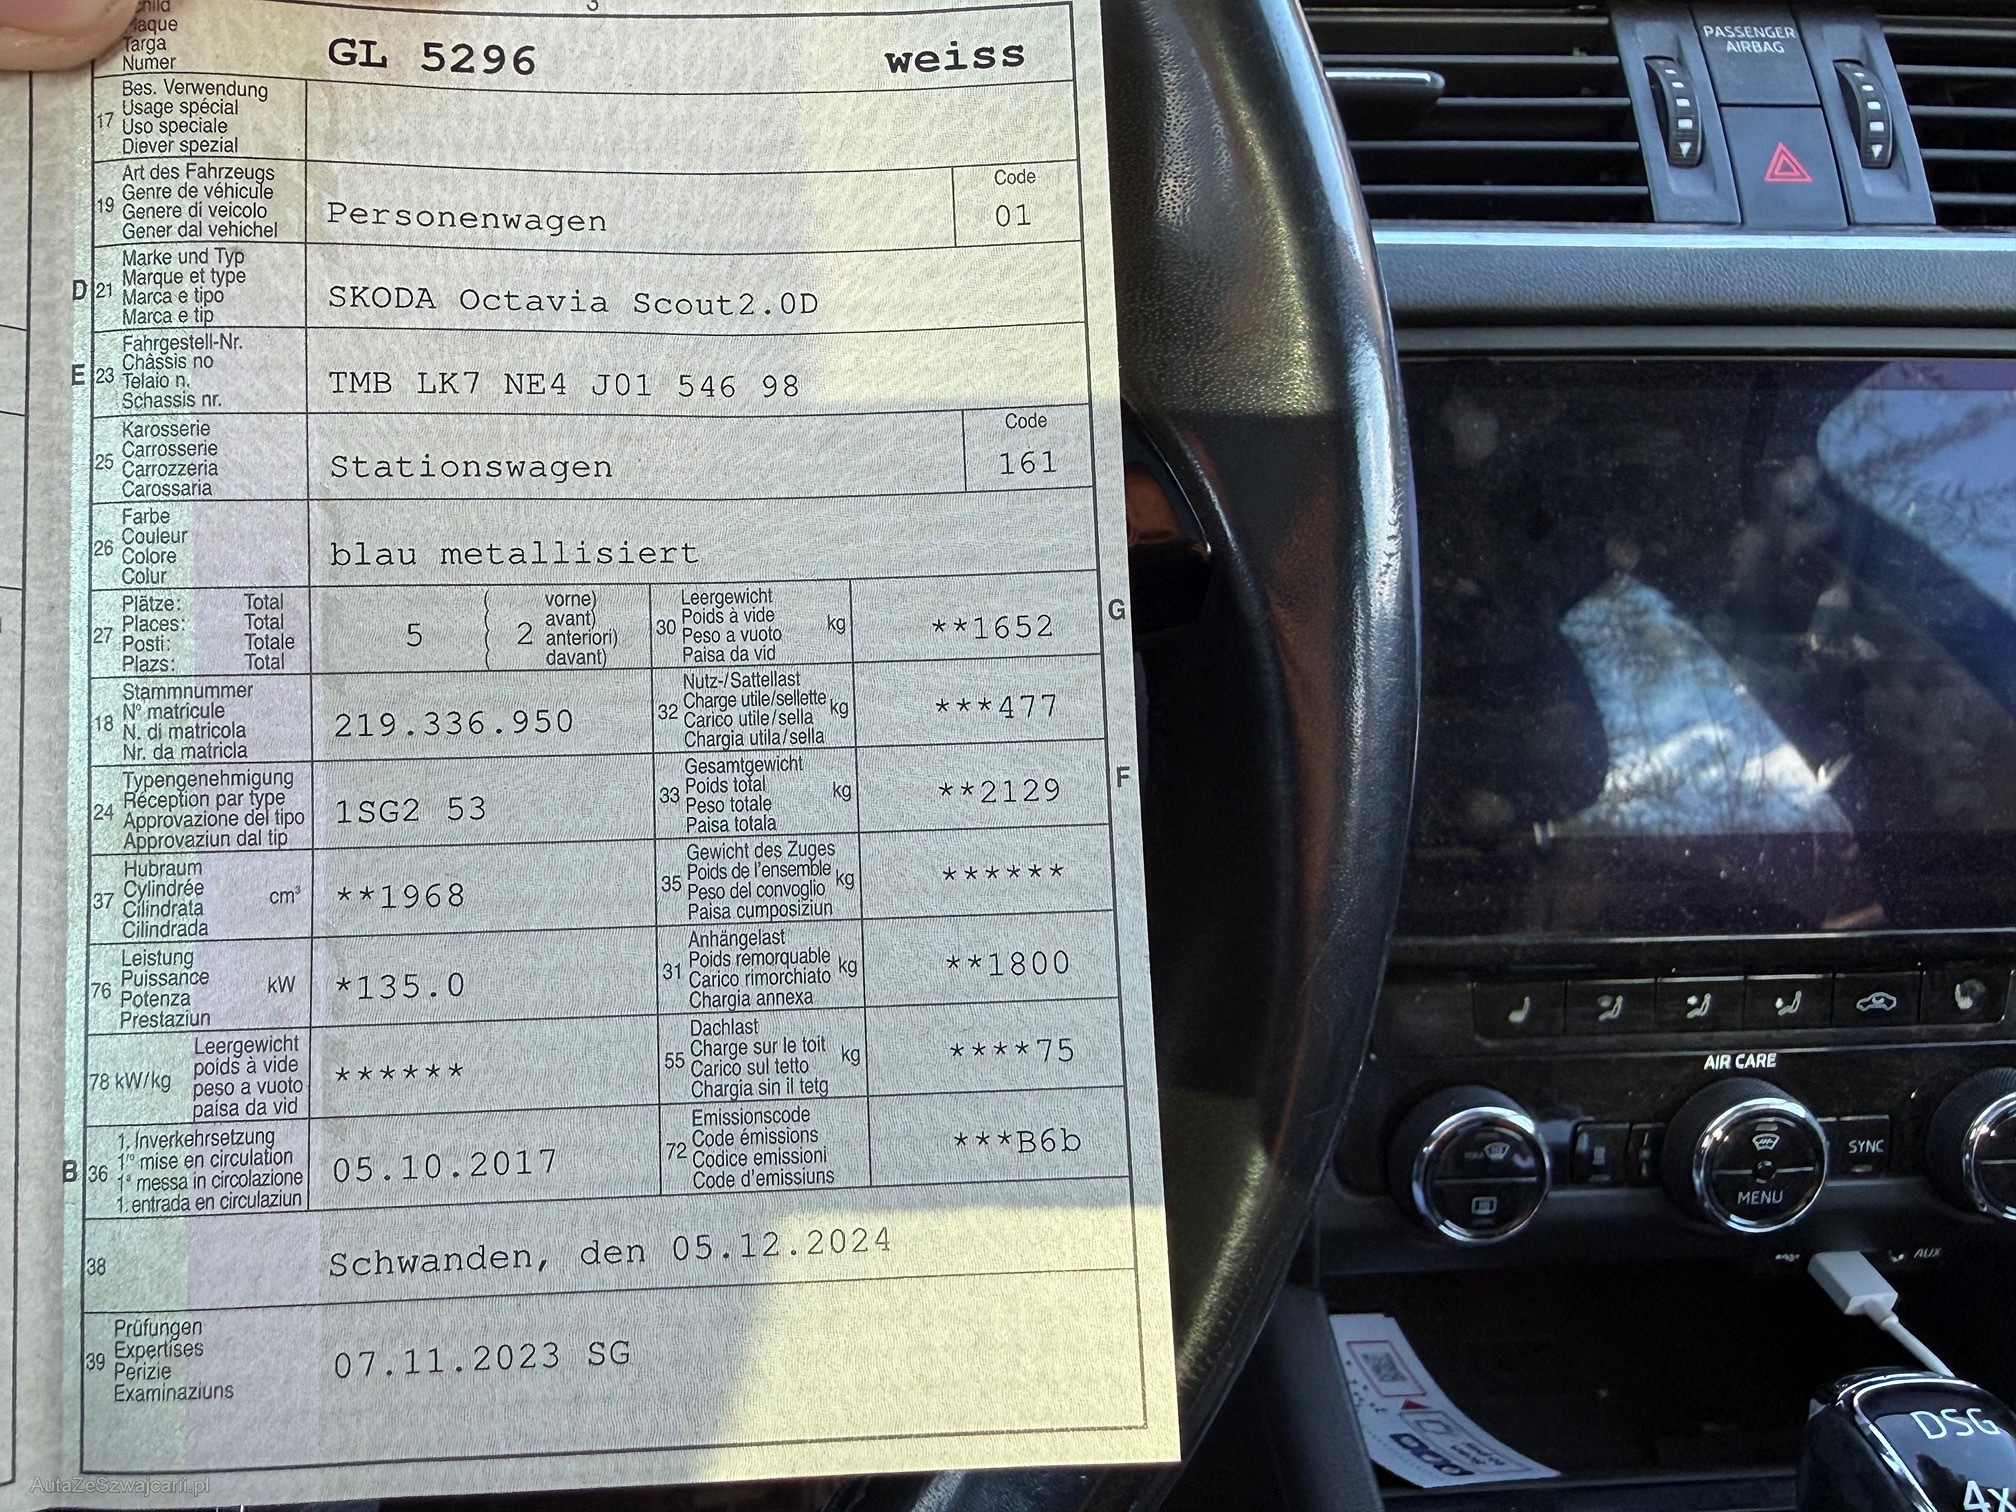 Targa
Numer
GL 5296 weiss
17
Bes. Verwendung
Usage spécial
Uso speciale
Diever spezial
19
Art des Fahrzeugs
Genre de véhicule
Genere di veicolo
Gener dal vehichel
Personenwagen
Code
01
D 21
Marke und Typ
Marque et type
Marca e tipo
Marca e tip
SKODA Octavia Scout2.0D
E 23
Fahrgestell-Nr.
Châssis no
Telaio n.
Schassis nr.
TMB LK7 NE4 J01 546 98
25
Karosserie
Carrosserie
Carrozzeria
Carossaria
Stationswagen
Code
161
26
Farbe
Couleur
Colore
Colur
blau metallisiert
27
Plätze: Total
Places: Total
Posti: Totale
Plazs: Total
5
2
vorne)
avant)
anteriori)
davant)
30
Leergewicht
Poids à vide
Peso a vuoto
Paisa da vid
kg
**1652
G
18
Stammnummer
N° matricule
N. di matricola
Nr. da matricla
219.336.950
32
Nutz-/Sattellast
Charge utile/sellette
Carico utile/sella
Chargia utila/sella
kg
***477
24
Typengenehmigung
Réception par type
Approvazione del tipo
Approvaziun dal tip
1SG2 53
33
Gesamtgewicht
Poids total
Peso totale
Paisa totala
kg
**2129
F
37
Hubraum
Cylindrée
Cilindrata
Cilindrada
cm³
**1968
35
Gewicht des Zuges
Poids de l'ensemble
Peso del convoglio
Paisa cumposiziun
kg
******
76
Leistung
Puissance
Potenza
Prestaziun
kW
*135.0
31
Anhängelast
Poids remorquable
Carico rimorchiato
Chargia annexa
kg
**1800
78 kW/kg
Leergewicht
poids à vide
peso a vuoto
paisa da vid
******
55
Dachlast
Charge sur le toit
Carico sul tetto
Chargia sin il tetg
kg
****75
B 36
1. Inverkehrsetzung
1re mise en circulation
1a messa in circolazione
1. entrada en circulaziun
05.10.2017
72
Emissionscode
Code émissions
Codice emissioni
Code d'emissiuns
***B6b
38
Schwanden, den 05.12.2024
39
Prüfungen
Expertises
Perizie
Examinaziuns
07.11.2023 SG
AutaZeSzwajcarii.pl
PASSENGER
AIRBAG
AIR CARE
SYNC
MENU
AUX
DSG